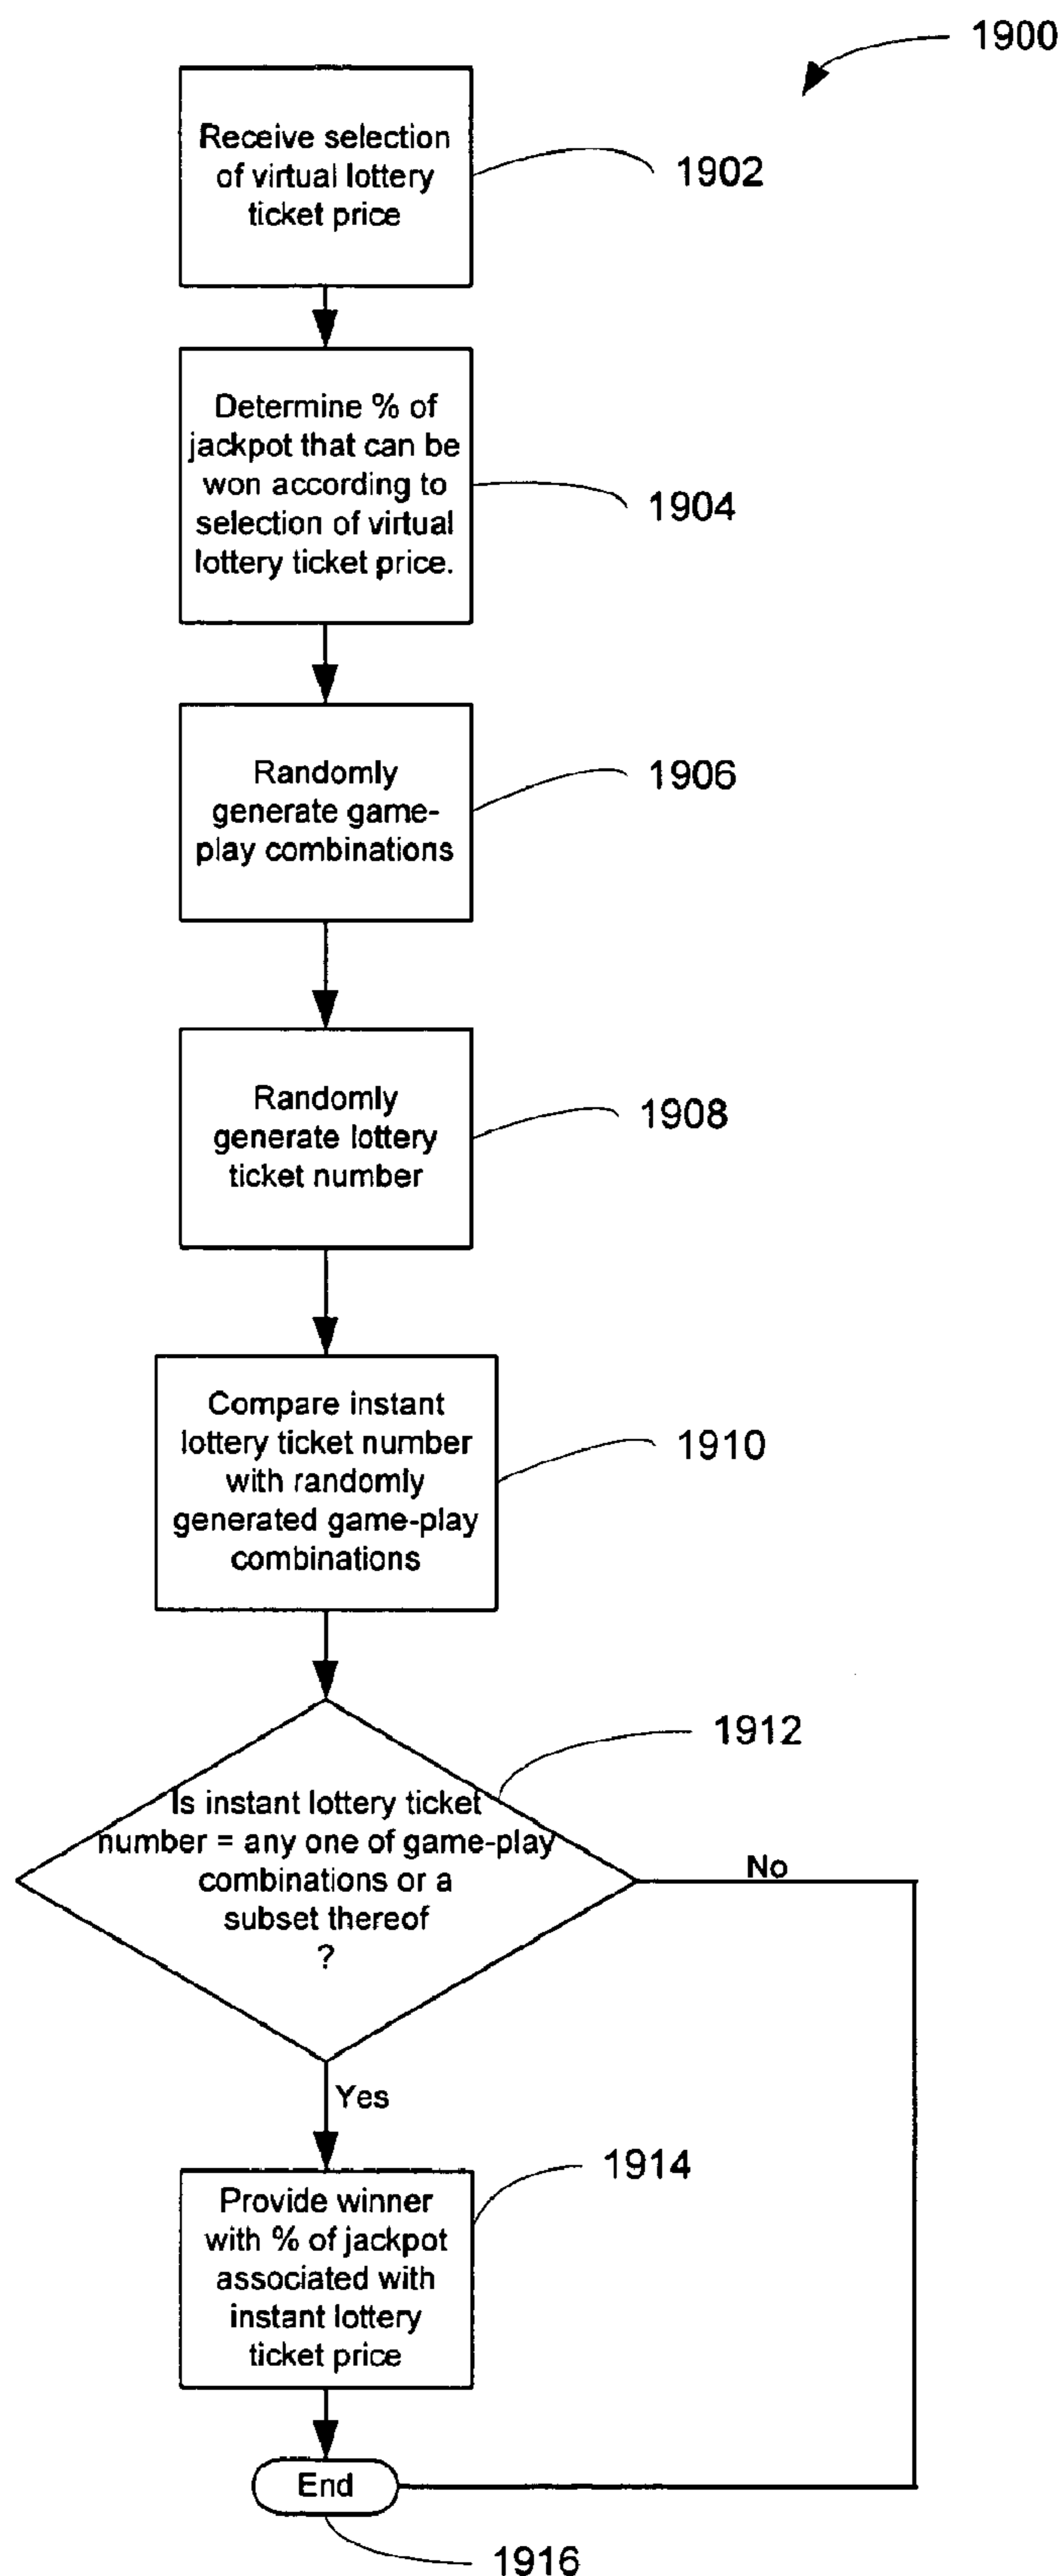 1900
Receive selection
of virtual lottery
ticket price
1902
Determine % of
jackpot that can be
won according to
selection of virtual
lottery ticket price.
1904
Randomly
generate game-
play combinations
1906
Randomly
generate lottery
ticket number
1908
Compare instant
lottery ticket number
with randomly
generated game-play
combinations
1910
1912
Is instant lottery ticket
number = any one of game-play
combinations or a
subset thereof
?
No
Yes
1914
Provide winner
with % of jackpot
associated with
instant lottery
ticket price
End
1916